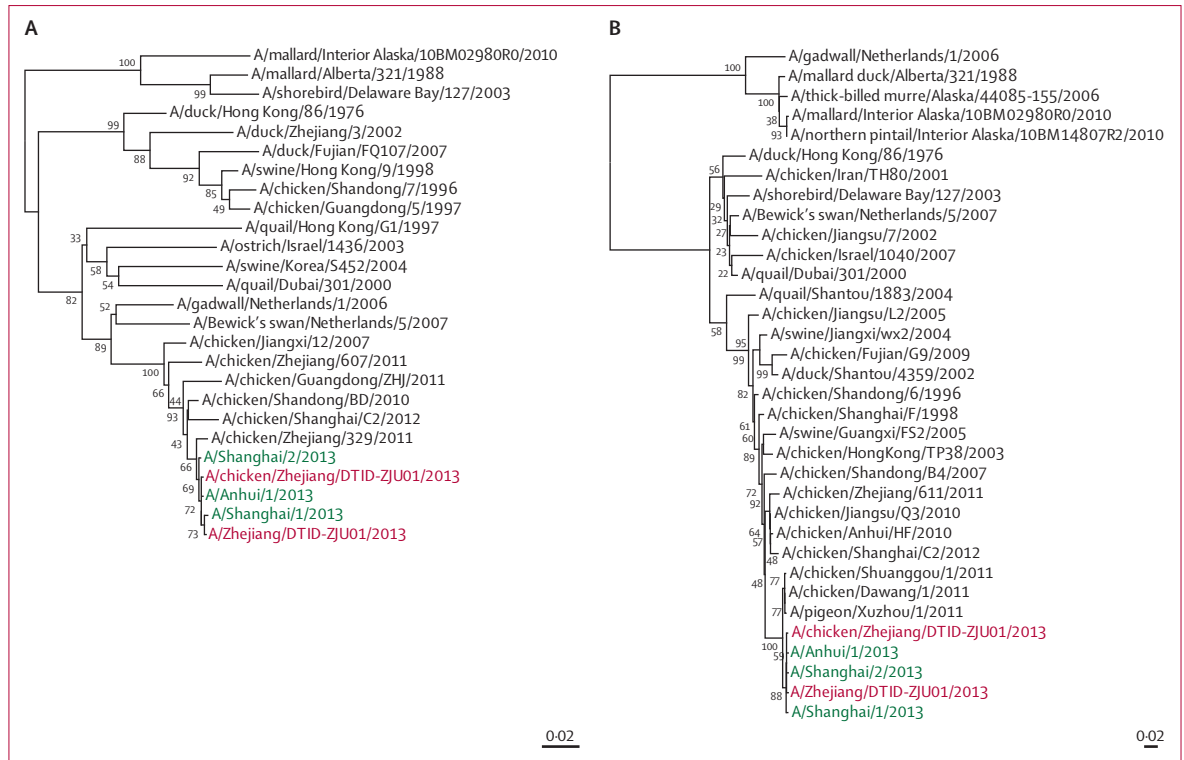 A
100
A/mallard/Interior Alaska/10BM02980R0/2010
A/mallard/Alberta/321/1988
99
A/shorebird/Delaware Bay/127/2003
A/duck/Hong Kong/86/1976
99
A/duck/Zhejiang/3/2002
88
A/duck/Fujian/FQ107/2007
92
A/swine/Hong Kong/9/1998
85
A/chicken/Shandong/7/1996
49
A/chicken/Guangdong/5/1997
A/quail/Hong Kong/G1/1997
33
A/ostrich/Israel/1436/2003
58
A/swine/Korea/S452/2004
54
A/quail/Dubai/301/2000
82
52
A/gadwall/Netherlands/1/2006
A/Bewick's swan/Netherlands/5/2007
89
A/chicken/Jiangxi/12/2007
100
A/chicken/Zhejiang/607/2011
66
A/chicken/Guangdong/ZHJ/2011
44
A/chicken/Shandong/BD/2010
93
A/chicken/Shanghai/C2/2012
43
A/chicken/Zhejiang/329/2011
A/Shanghai/2/2013
66
A/chicken/Zhejiang/DTID-ZJU01/2013
69
A/Anhui/1/2013
72
A/Shanghai/1/2013
73
A/Zhejiang/DTID-ZJU01/2013
0·02
B
A/gadwall/Netherlands/1/2006
100
A/mallard duck/Alberta/321/1988
100
A/thick-billed murre/Alaska/44085-155/2006
38
A/mallard/Interior Alaska/10BM02980R0/2010
93
A/northern pintail/Interior Alaska/10BM14807R2/2010
A/duck/Hong Kong/86/1976
56
A/chicken/Iran/TH80/2001
A/shorebird/Delaware Bay/127/2003
29
A/Bewick's swan/Netherlands/5/2007
32
A/chicken/Jiangsu/7/2002
27
A/chicken/Israel/1040/2007
23
A/quail/Dubai/301/2000
22
A/quail/Shantou/1883/2004
58
A/chicken/Jiangsu/L2/2005
A/swine/Jiangxi/wx2/2004
95
A/chicken/Fujian/G9/2009
99
A/duck/Shantou/4359/2002
99
A/chicken/Shandong/6/1996
82
A/chicken/Shanghai/F/1998
61
A/swine/Guangxi/FS2/2005
60
A/chicken/HongKong/TP38/2003
89
A/chicken/Shandong/B4/2007
A/chicken/Zhejiang/611/2011
72
A/chicken/Jiangsu/Q3/2010
92
A/chicken/Anhui/HF/2010
64
57
A/chicken/Shanghai/C2/2012
48
A/chicken/Shuanggou/1/2011
48
77
A/chicken/Dawang/1/2011
A/pigeon/Xuzhou/1/2011
77
A/chicken/Zhejiang/DTID-ZJU01/2013
100
A/Anhui/1/2013
59
A/Shanghai/2/2013
A/Zhejiang/DTID-ZJU01/2013
88
A/Shanghai/1/2013
0·02